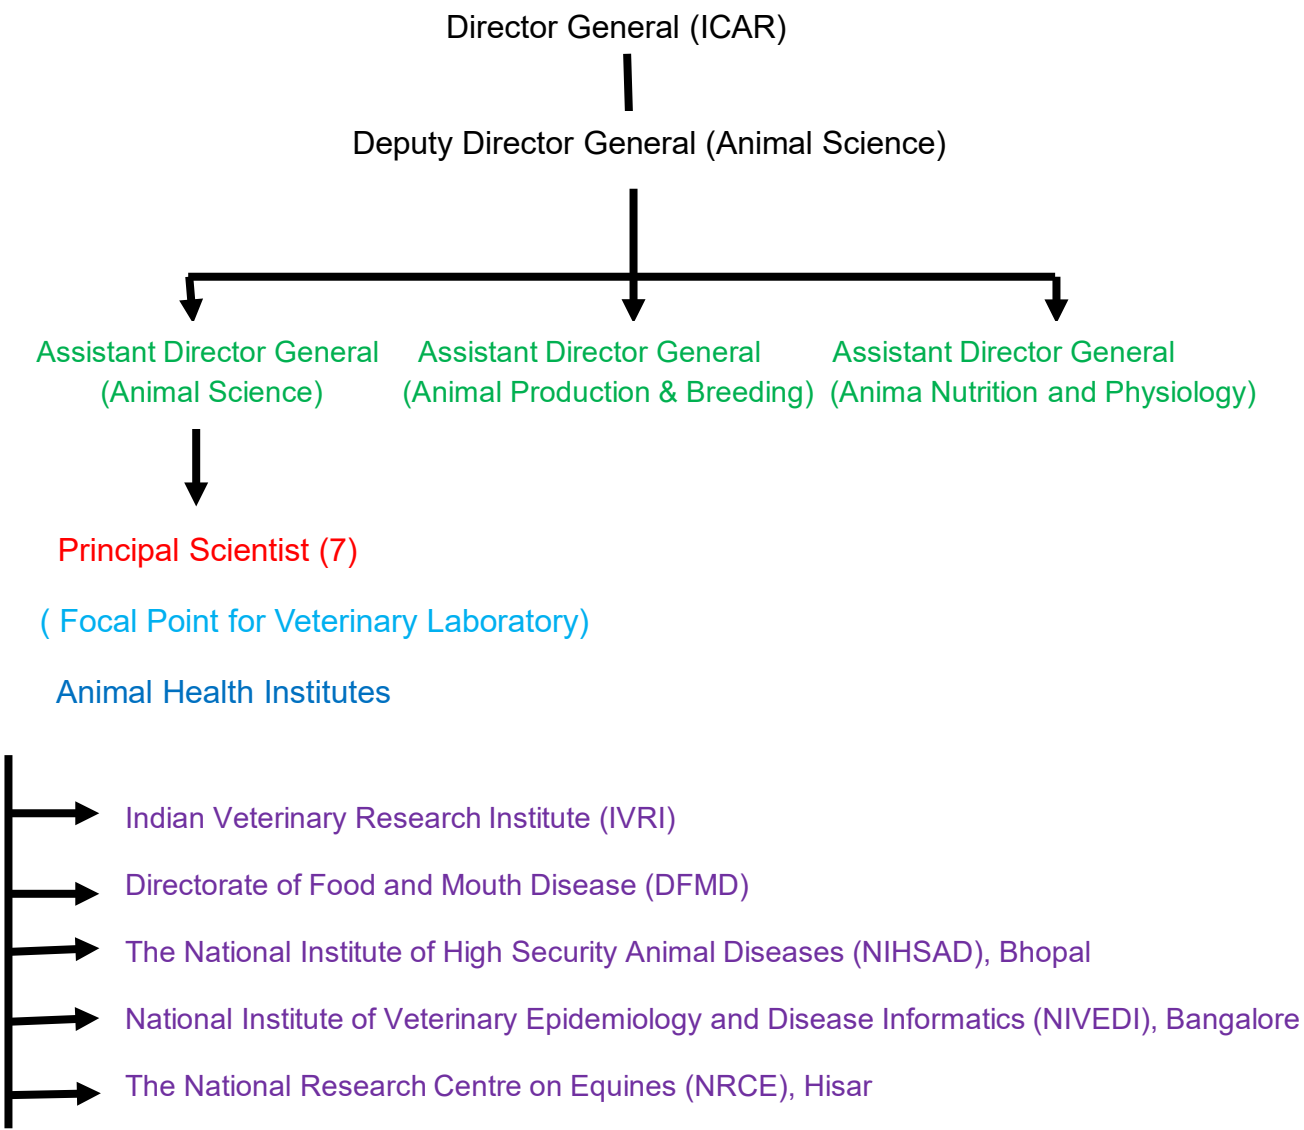 Director General (ICAR)
Deputy Director General (Animal Science)
Assistant Director General
(Animal Science)
Assistant Director General
(Animal Production & Breeding)
Assistant Director General
(Anima Nutrition and Physiology)
Principal Scientist (7)
( Focal Point for Veterinary Laboratory)
Animal Health Institutes
Indian Veterinary Research Institute (IVRI)
Directorate of Food and Mouth Disease (DFMD)
The National Institute of High Security Animal Diseases (NIHSAD), Bhopal
National Institute of Veterinary Epidemiology and Disease Informatics (NIVEDI), Bangalore
The National Research Centre on Equines (NRCE), Hisar